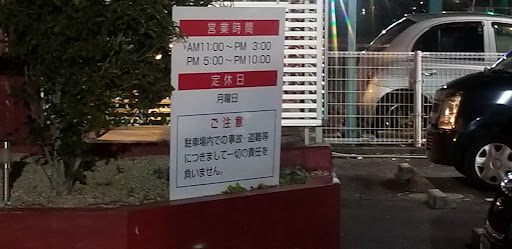 営業時間
AM11:00～PM 3:00
PM 5:00～PM10:00
定休日
月曜日
ご注意
駐車場内での事故・盗難等
につきまして一切の責任を
負いません。